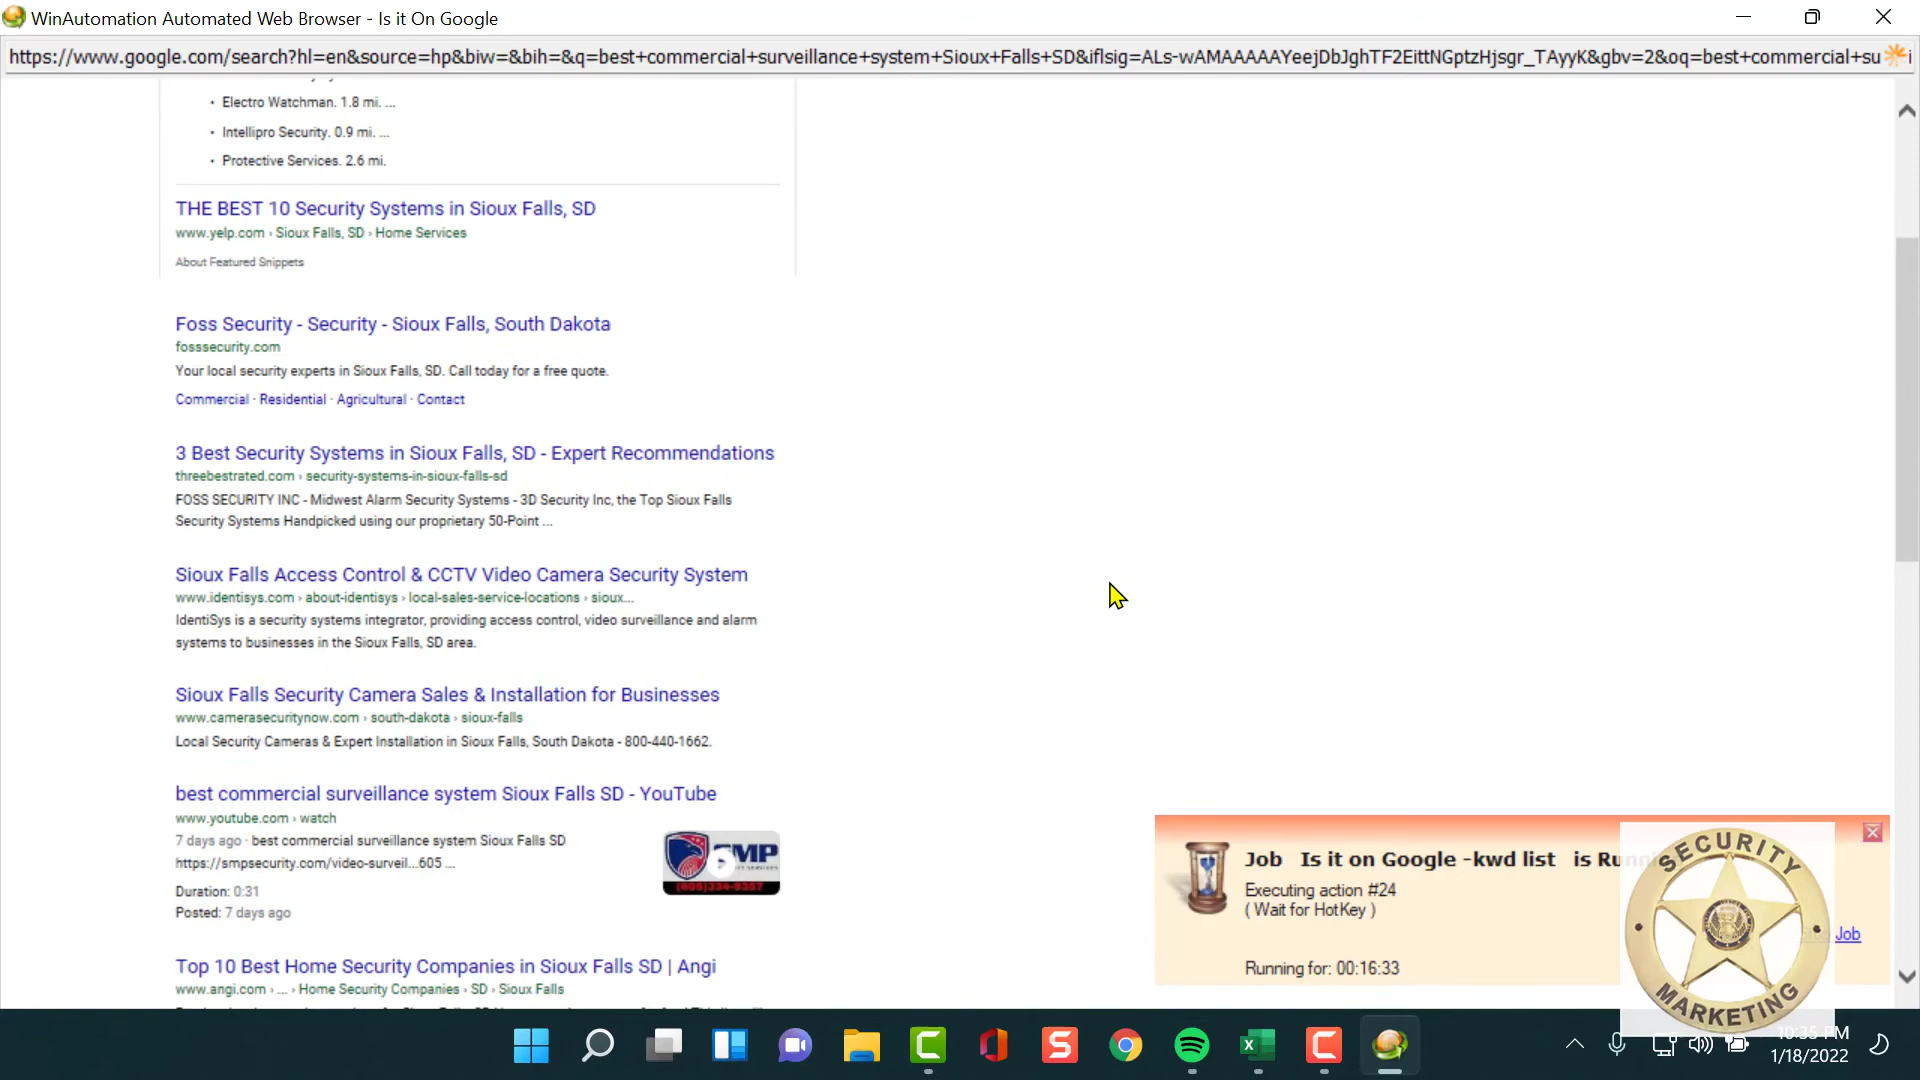 WinAutomation Automated Web Browser - Is it On Google
https://www.google.com/search?hl=en&source=hp&biw=&bih=&q=best+commercial+surveillance+system+Sioux+Falls+SD&iflsig=ALs-wAMAAAAAYeejDbJghTF2EittNGptzHjsgr_TAyyK&gbv=2&oq=best+commercial+su
• Electro Watchman. 1.8 mi. ...
• Intellipro Security. 0.9 mi. ...
• Protective Services. 2.6 mi.
THE BEST 10 Security Systems in Sioux Falls, SD
www.yelp.com › Sioux Falls, SD › Home Services
About Featured Snippets
Foss Security - Security - Sioux Falls, South Dakota
fosssecurity.com
Your local security experts in Sioux Falls, SD. Call today for a free quote.
Commercial · Residential · Agricultural · Contact
3 Best Security Systems in Sioux Falls, SD - Expert Recommendations
threebestrated.com › security-systems-in-sioux-falls-sd
FOSS SECURITY INC - Midwest Alarm Security Systems - 3D Security Inc, the Top Sioux Falls
Security Systems Handpicked using our proprietary 50-Point ...
Sioux Falls Access Control & CCTV Video Camera Security System
www.identisys.com › about-identisys › local-sales-service-locations › sioux...
IdentiSys is a security systems integrator, providing access control, video surveillance and alarm
systems to businesses in the Sioux Falls, SD area.
Sioux Falls Security Camera Sales & Installation for Businesses
www.camerasecuritynow.com › south-dakota › sioux-falls
Local Security Cameras & Expert Installation in Sioux Falls, South Dakota - 800-440-1662.
best commercial surveillance system Sioux Falls SD - YouTube
www.youtube.com › watch
7 days ago · best commercial surveillance system Sioux Falls SD
https://smpsecurity.com/video-surveil...605 ...
Duration: 0:31
Posted: 7 days ago
SMP
(605)334-9357
Top 10 Best Home Security Companies in Sioux Falls SD | Angi
www.angi.com › ... › Home Security Companies › SD › Sioux Falls
Job Is it on Google -kwd list is Runni
Executing action #24
( Wait for HotKey )
Job
Running for: 00:16:33
SECURITY
MARKETING
10:35 PM
1/18/2022